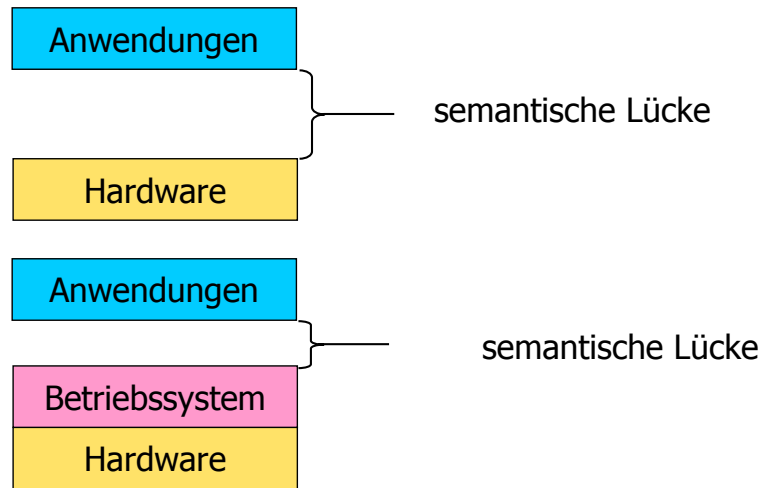 Anwendungen
semantische Lücke
Hardware
Anwendungen
semantische Lücke
Betriebssystem
Hardware